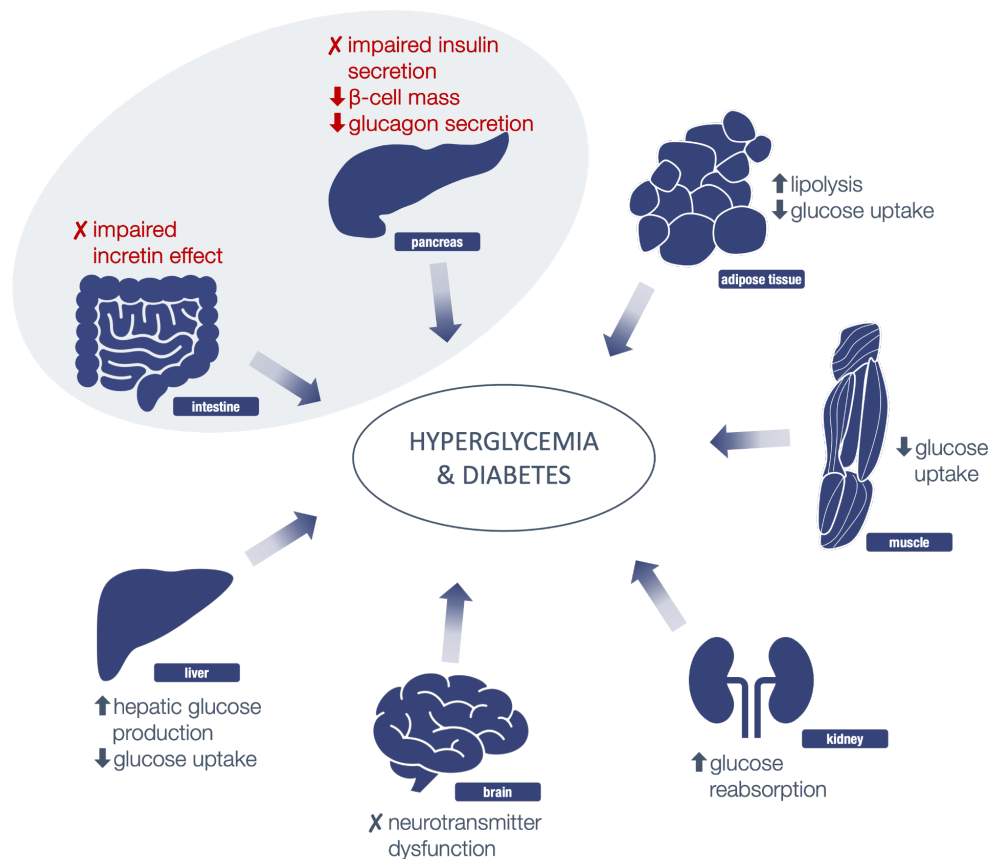 ✗ impaired insulin
secretion
⬇ β-cell mass
⬇ glucagon secretion
pancreas
✗ impaired
incretin effect
intestine
⬆ lipolysis
⬇ glucose uptake
adipose tissue
⬇ glucose
uptake
muscle
HYPERGLYCEMIA
& DIABETES
liver
⬆ hepatic glucose
production
⬇ glucose uptake
brain
✗ neurotransmitter
dysfunction
kidney
⬆ glucose
reabsorption